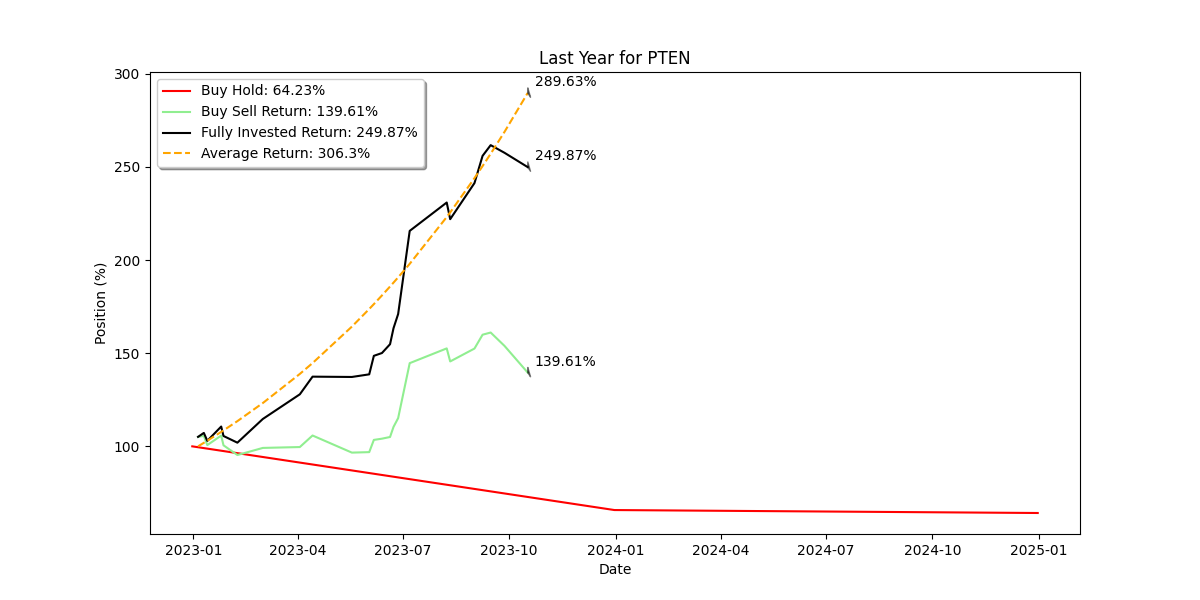 Last Year for PTEN
300
250
200
150
100
Position (%)
Buy Hold: 64.23%
Buy Sell Return: 139.61%
Fully Invested Return: 249.87%
Average Return: 306.3%
289.63%
249.87%
139.61%
2023-01 2023-04 2023-07 2023-10 2024-01 2024-04 2024-07 2024-10 2025-01
Date